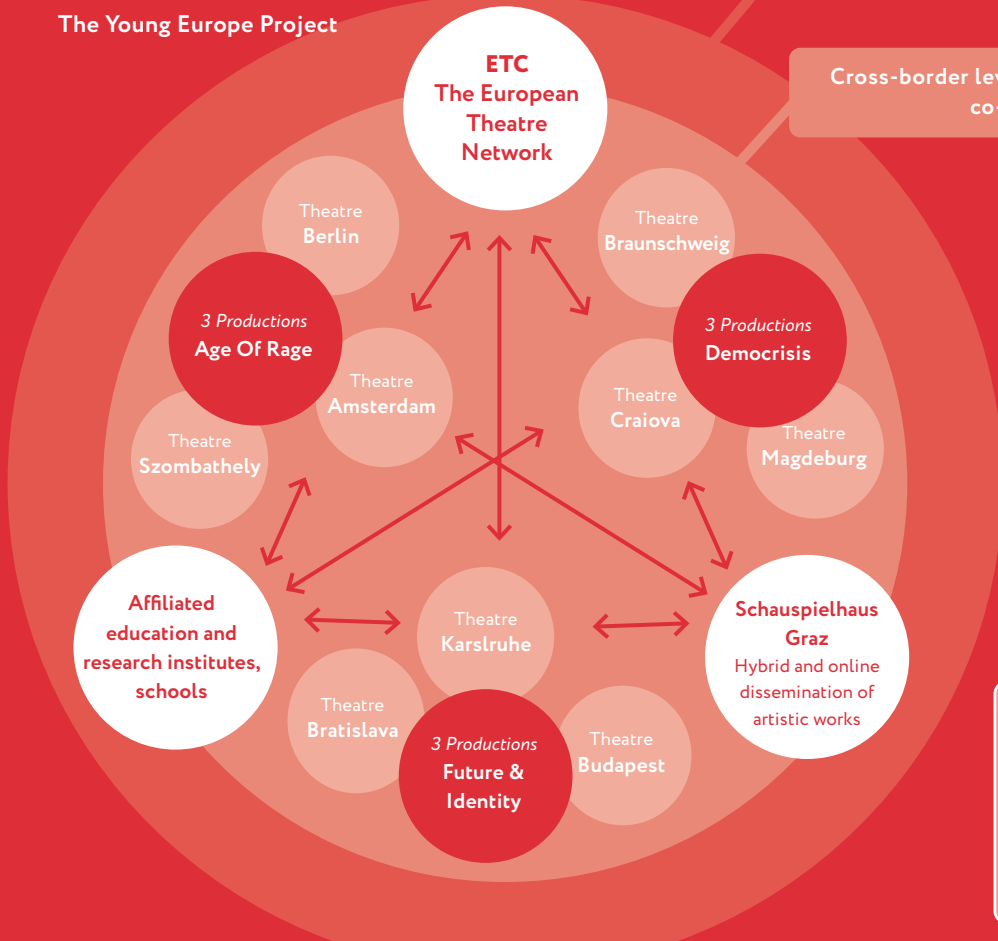 The Young Europe Project
ETC
The European
Theatre
Network
Cross-border lev
co-
Theatre
Berlin
Theatre
Braunschweig
3 Productions
Age Of Rage
3 Productions
Democrisis
Theatre
Amsterdam
Theatre
Craiova
Theatre
Szombathely
Theatre
Magdeburg
Affiliated
education and
research institutes,
schools
Theatre
Karslruhe
Schauspielhaus
Graz
Hybrid and online
dissemination of
artistic works
Theatre
Bratislava
3 Productions
Future &
Identity
Theatre
Budapest